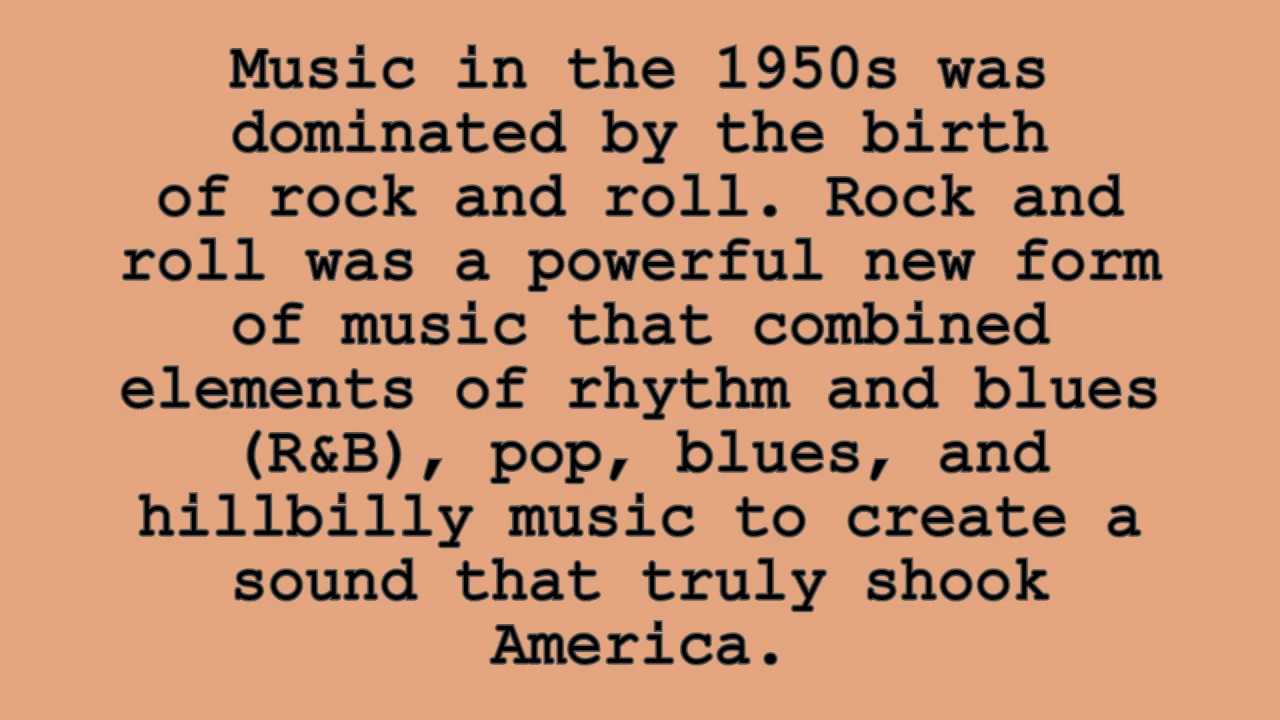 Music in the 1950s was
dominated by the birth
of rock and roll. Rock and
roll was a powerful new form
of music that combined
elements of rhythm and blues
(R&B), pop, blues, and
hillbilly music to create a
sound that truly shook
America.